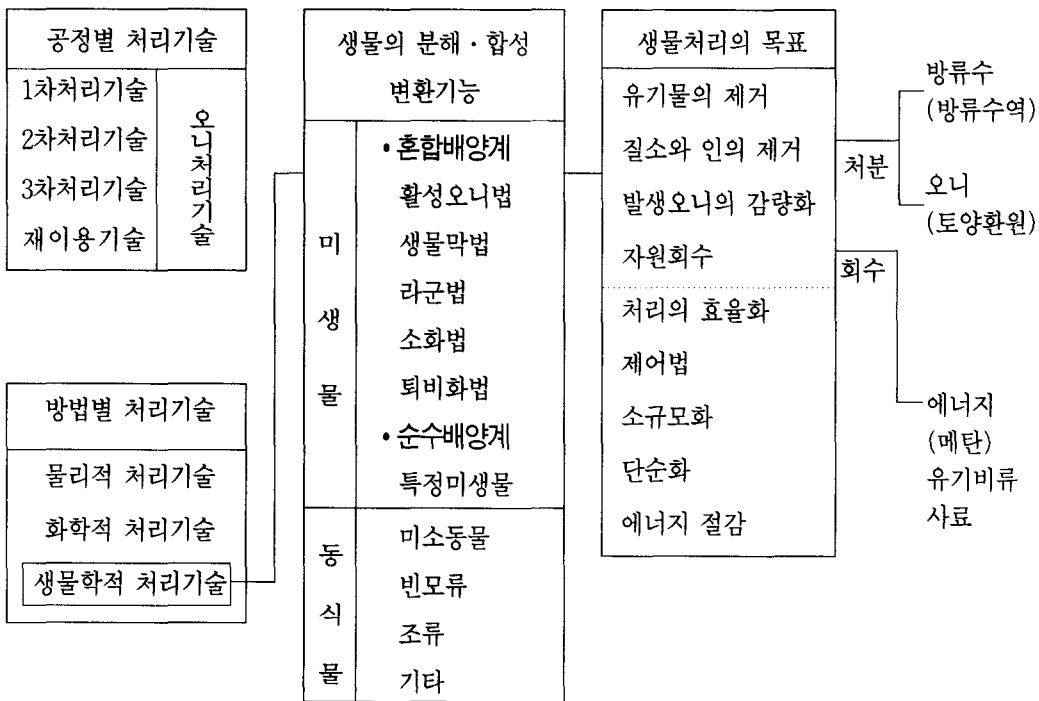 공정별 처리기술
1차처리기술
2차처리기술
3차처리기술
재이용기술
오니처리기술
방법별 처리기술
물리적 처리기술
화학적 처리기술
생물학적 처리기술
생물의 분해·합성
변환기능
미생물
• 혼합배양계
활성오니법
생물막법
라군법
소화법
퇴비화법
• 순수배양계
특정미생물
동식물
미소동물
빈모류
조류
기타
생물처리의 목표
유기물의 제거
질소와 인의 제거
발생오니의 감량화
자원회수
처리의 효율화
제어법
소규모화
단순화
에너지 절감
처분
방류수
(방류수역)
오니
(토양환원)
회수
에너지
(메탄)
유기비류
사료